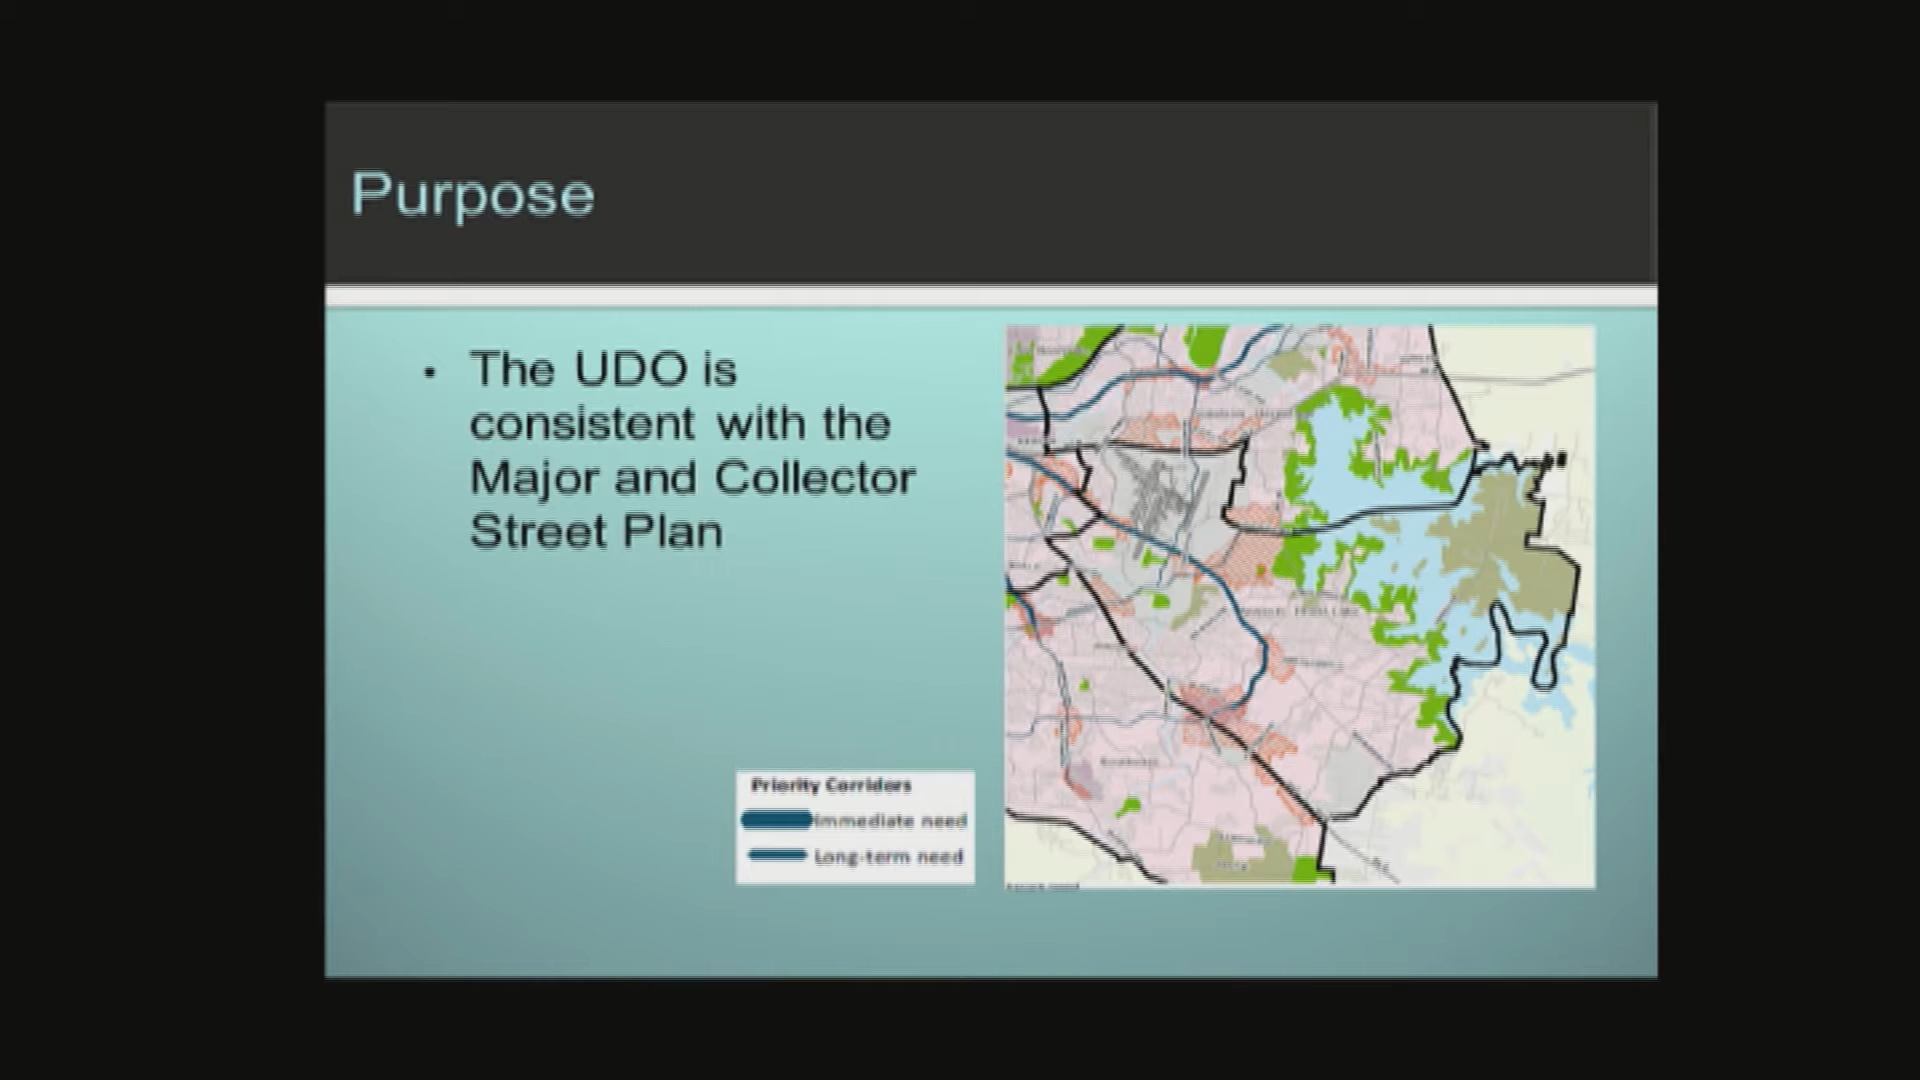 Purpose
• The UDO is
consistent with the
Major and Collector
Street Plan
Priority Corridors
Immediate need
Long-term need